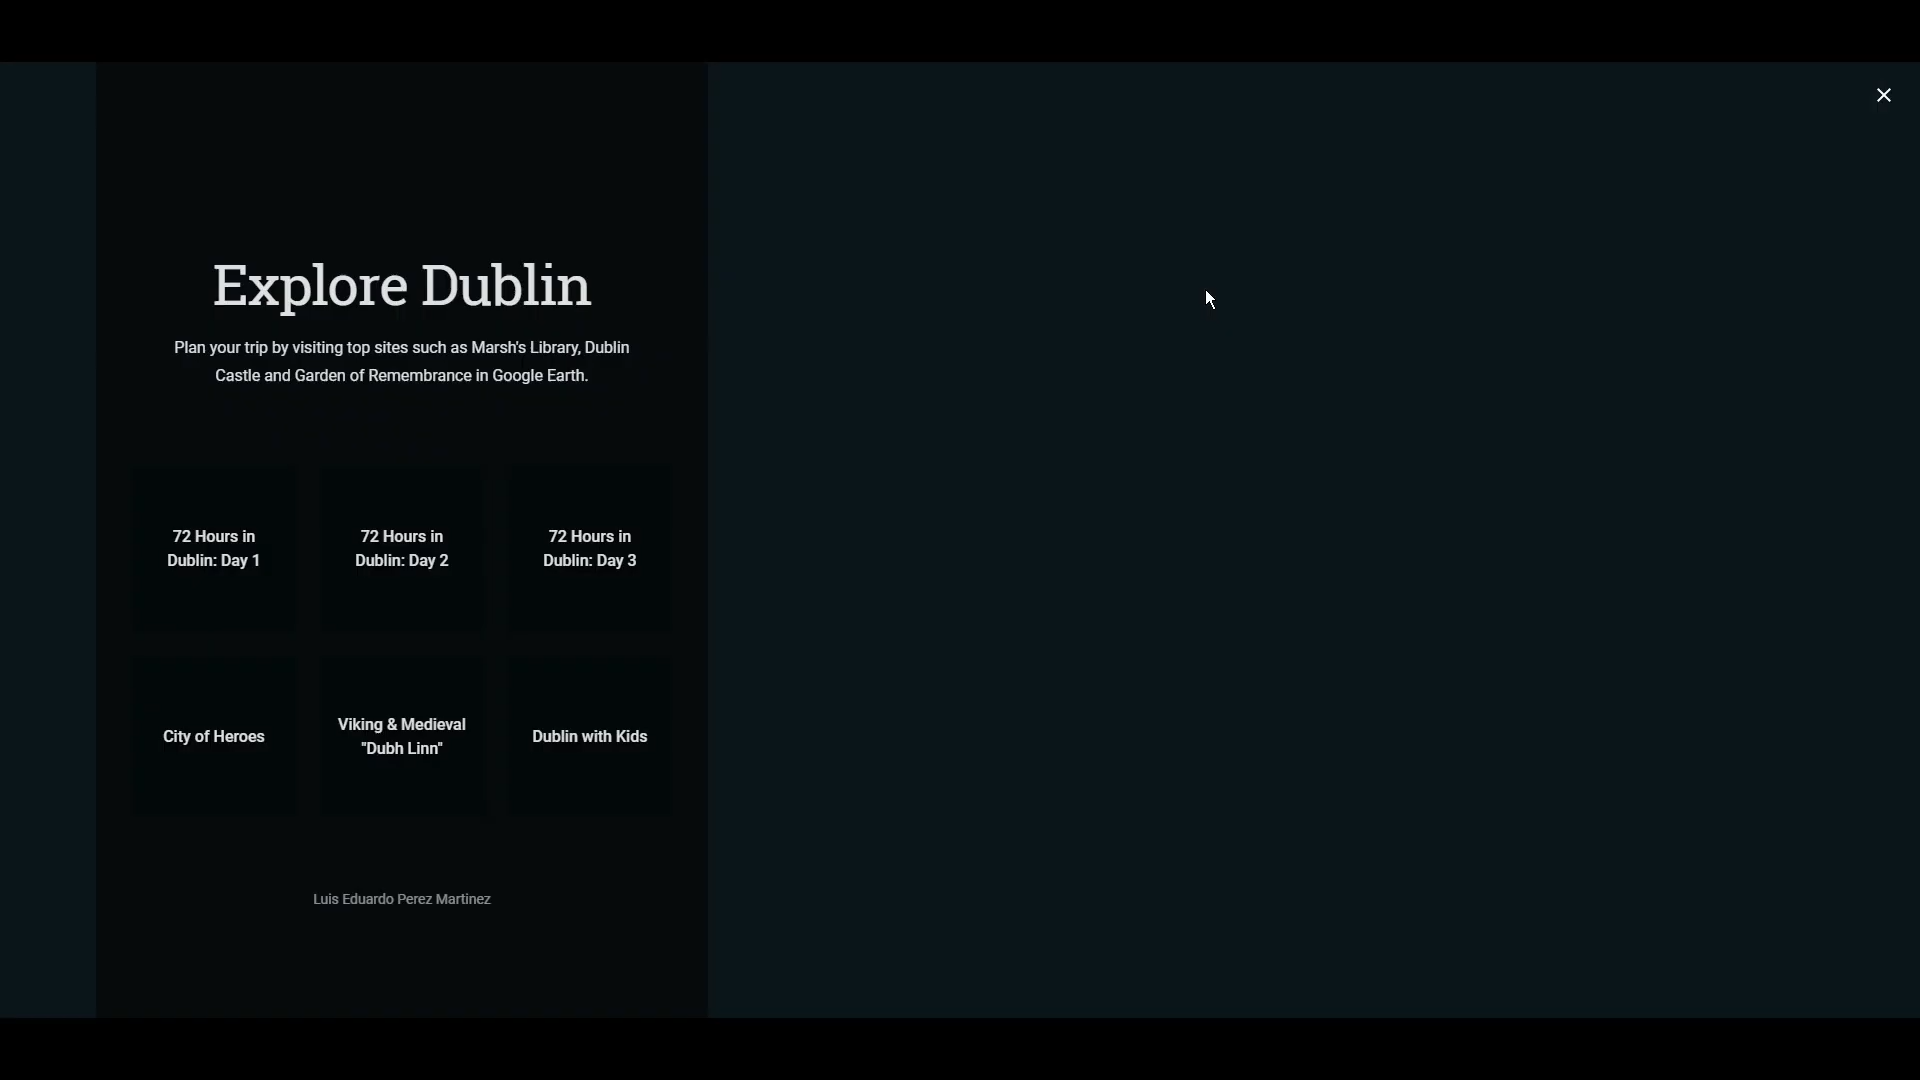 Explore Dublin
Plan your trip by visiting top sites such as Marsh's Library, Dublin
Castle and Garden of Remembrance in Google Earth.
72 Hours in
Dublin: Day 1
72 Hours in
Dublin: Day 2
72 Hours in
Dublin: Day 3
City of Heroes
Viking & Medieval
"Dubh Linn"
Dublin with Kids
Luis Eduardo Perez Martinez